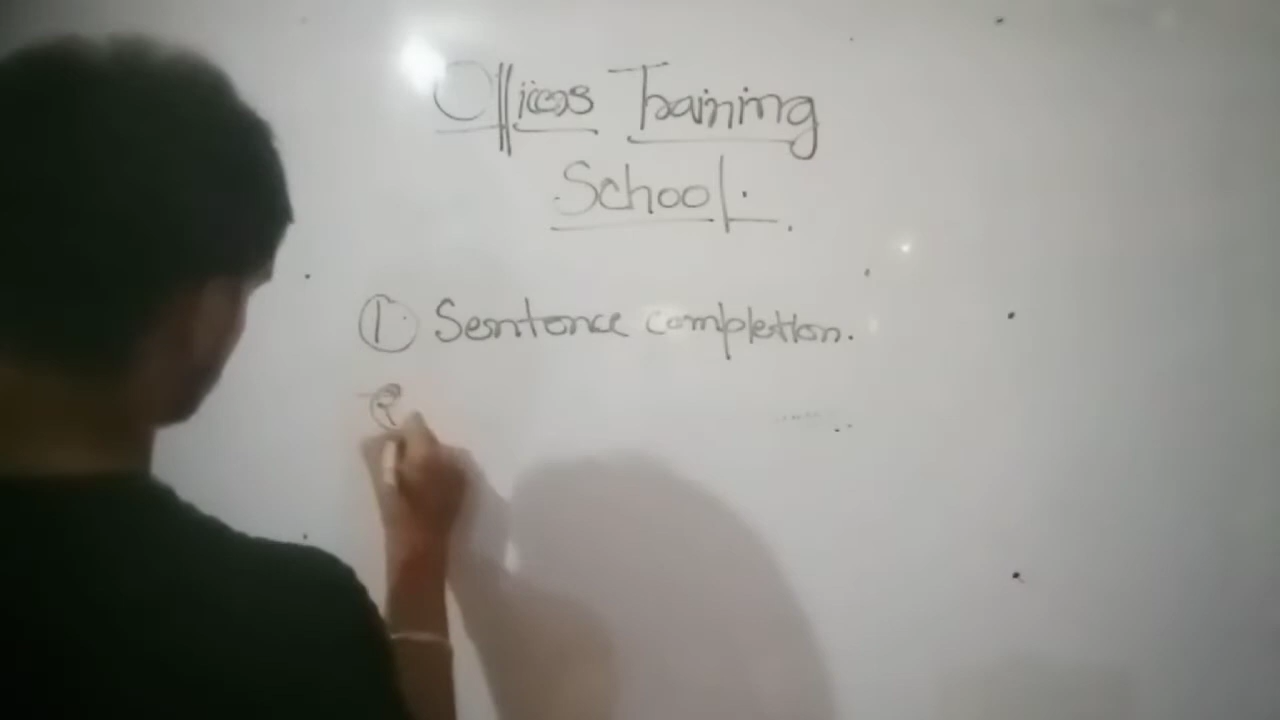 Officers Training
School.
① Sentence completion.